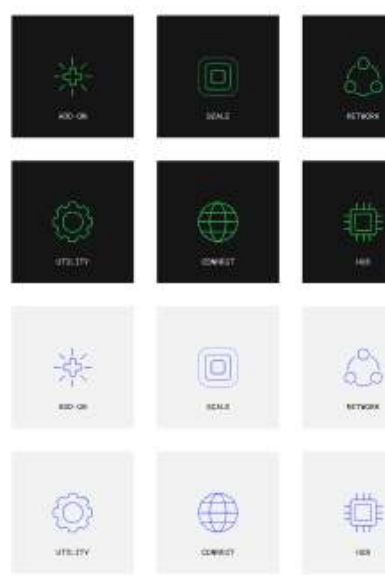 ADD-ON
SCALE
NETWORK
UTILITY
CONNECT
HUB
ADD-ON
SCALE
NETWORK
UTILITY
CONNECT
HUB